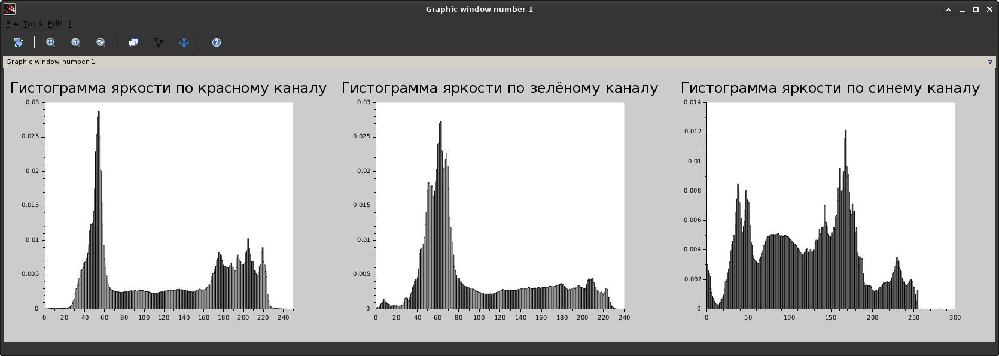 Graphic window number 1
File Tools Edit ?
Graphic window number 1 ?
Гистограмма яркости по красному каналу
0.03
0.025
0.02
0.015
0.01
0.005
0
0 20 40 60 80 100 120 140 160 180 200 220 240
Гистограмма яркости по зелёному каналу
0.03
0.025
0.02
0.015
0.01
0.005
0
0 20 40 60 80 100 120 140 160 180 200 220 240
Гистограмма яркости по синему каналу
0.014
0.012
0.01
0.008
0.006
0.004
0.002
0
0 50 100 150 200 250 300